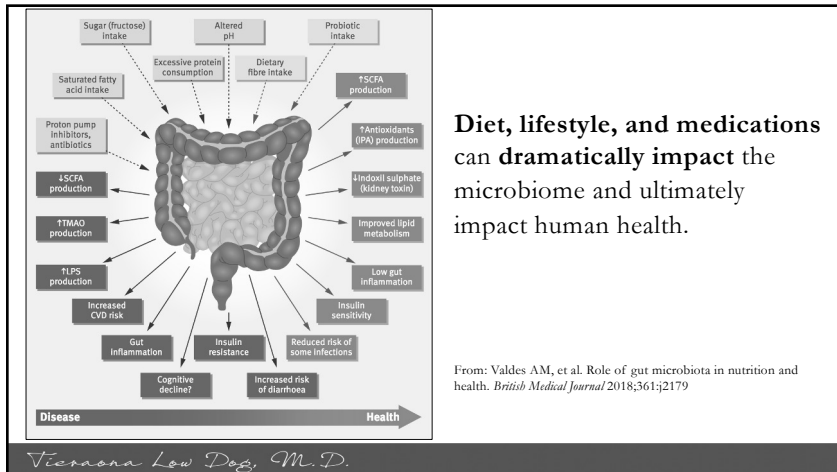 Sugar (fructose)
intake
Altered
pH
Probiotic
intake
Excessive protein
consumption
Dietary
fibre intake
Saturated fatty
acid intake
Proton pump
inhibitors,
antibiotics
↓SCFA
production
↑TMAO
production
↑LPS
production
Increased
CVD risk
Gut
inflammation
Cognitive
decline?
Insulin
resistance
Increased risk
of diarrhoea
Reduced risk of
some infections
Insulin
sensitivity
Low gut
inflammation
Improved lipid
metabolism
↓Indoxil sulphate
(kidney toxin)
↑Antioxidants
(IPA) production
↑SCFA
production
Disease
Health
Diet, lifestyle, and medications
can dramatically impact the
microbiome and ultimately
impact human health.
From: Valdes AM, et al. Role of gut microbiota in nutrition and
health. British Medical Journal 2018;361:j2179
Tieraona Low Dog, M.D.